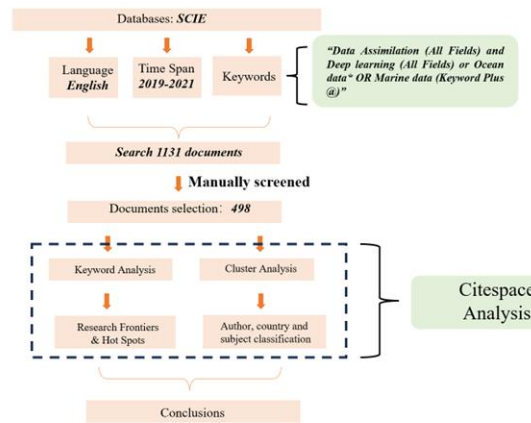 Databases: SCIE
Language
English
Time Span
2019-2021
Keywords
“Data Assimilation (All Fields) and
Deep learning (All Fields) or Ocean
data* OR Marine data (Keyword Plus
@)”
Search 1131 documents
Manually screened
Documents selection: 498
Keyword Analysis
Cluster Analysis
Research Frontiers
& Hot Spots
Author, country and
subject classification
Citespace
Analysis
Conclusions